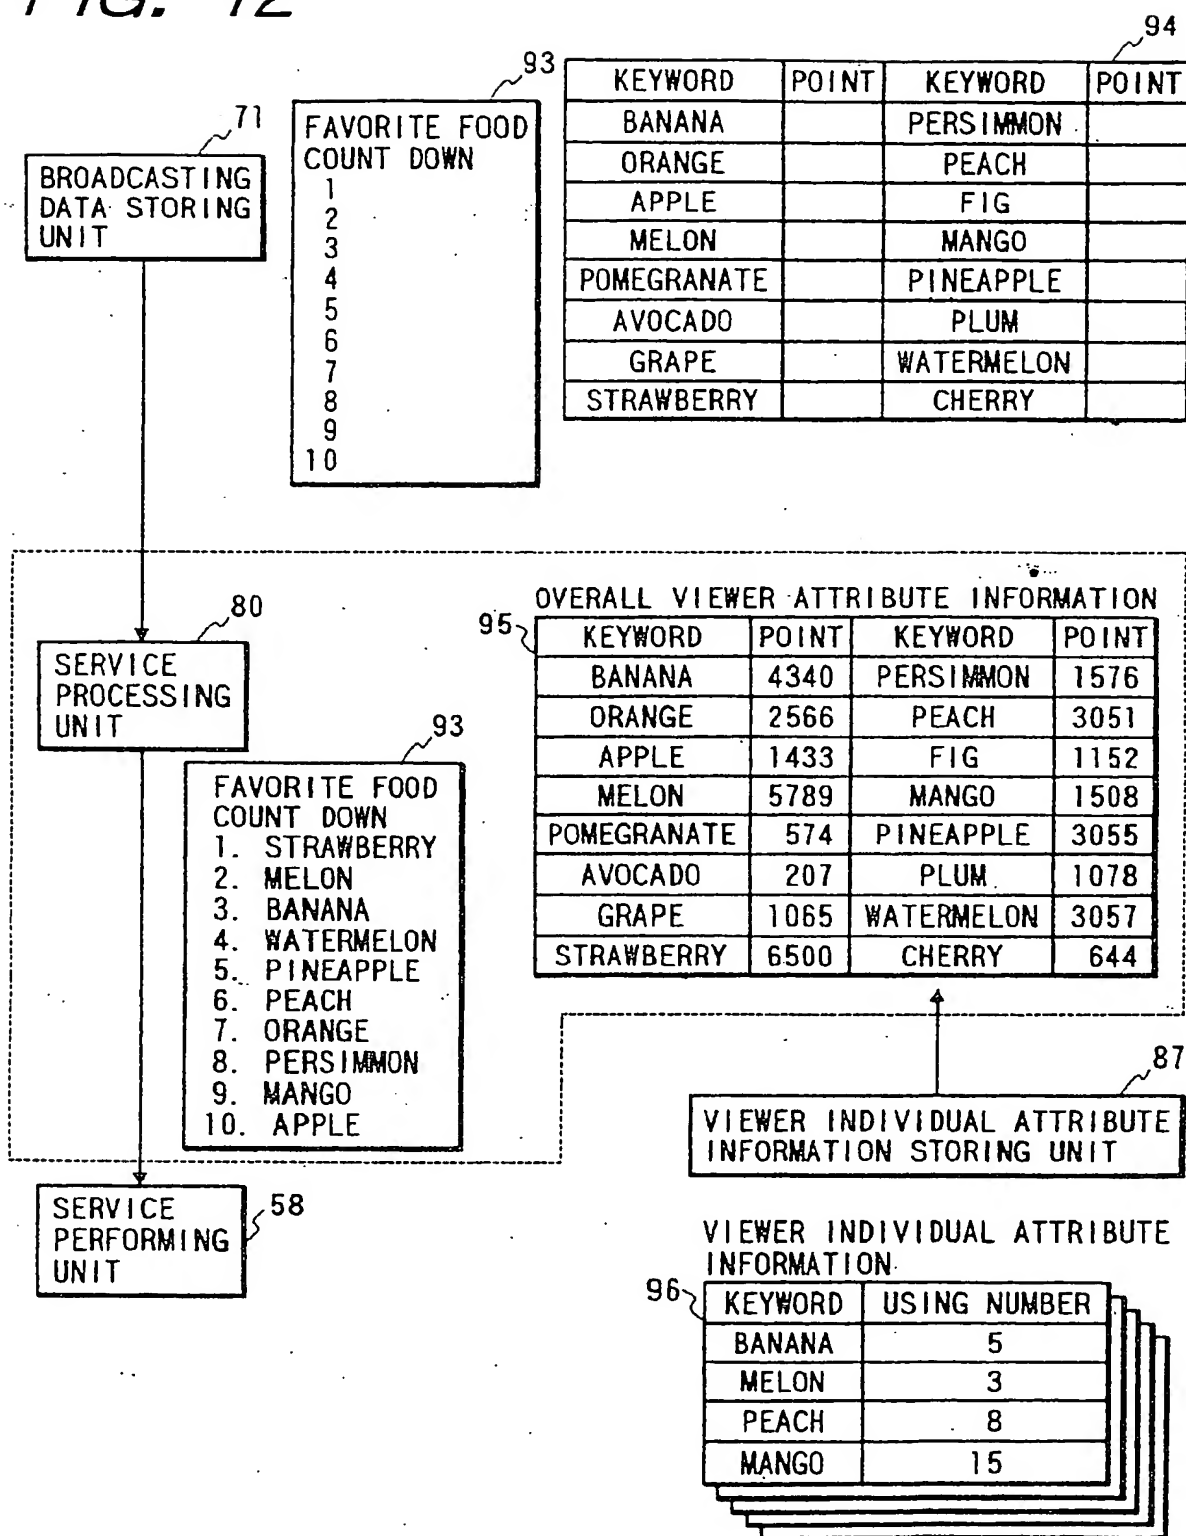 FIG. 12
94
93
KEYWORD POINT KEYWORD POINT
BANANA PERSIMMON
ORANGE PEACH
APPLE FIG
MELON MANGO
POMEGRANATE PINEAPPLE
AVOCADO PLUM
GRAPE WATERMELON
STRAWBERRY CHERRY
71
BROADCASTING
DATA STORING
UNIT
FAVORITE FOOD
COUNT DOWN
1
2
3
4
5
6
7
8
9
10
80
SERVICE
PROCESSING
UNIT
93
FAVORITE FOOD
COUNT DOWN
1. STRAWBERRY
2. MELON
3. BANANA
4. WATERMELON
5. PINEAPPLE
6. PEACH
7. ORANGE
8. PERSIMMON
9. MANGO
10. APPLE
OVERALL VIEWER ATTRIBUTE INFORMATION
95
KEYWORD POINT KEYWORD POINT
BANANA 4340 PERSIMMON 1576
ORANGE 2566 PEACH 3051
APPLE 1433 FIG 1152
MELON 5789 MANGO 1508
POMEGRANATE 574 PINEAPPLE 3055
AVOCADO 207 PLUM 1078
GRAPE 1065 WATERMELON 3057
STRAWBERRY 6500 CHERRY 644
87
VIEWER INDIVIDUAL ATTRIBUTE
INFORMATION STORING UNIT
SERVICE
PERFORMING
UNIT
58
VIEWER INDIVIDUAL ATTRIBUTE
INFORMATION
96
KEYWORD USING NUMBER
BANANA 5
MELON 3
PEACH 8
MANGO 15